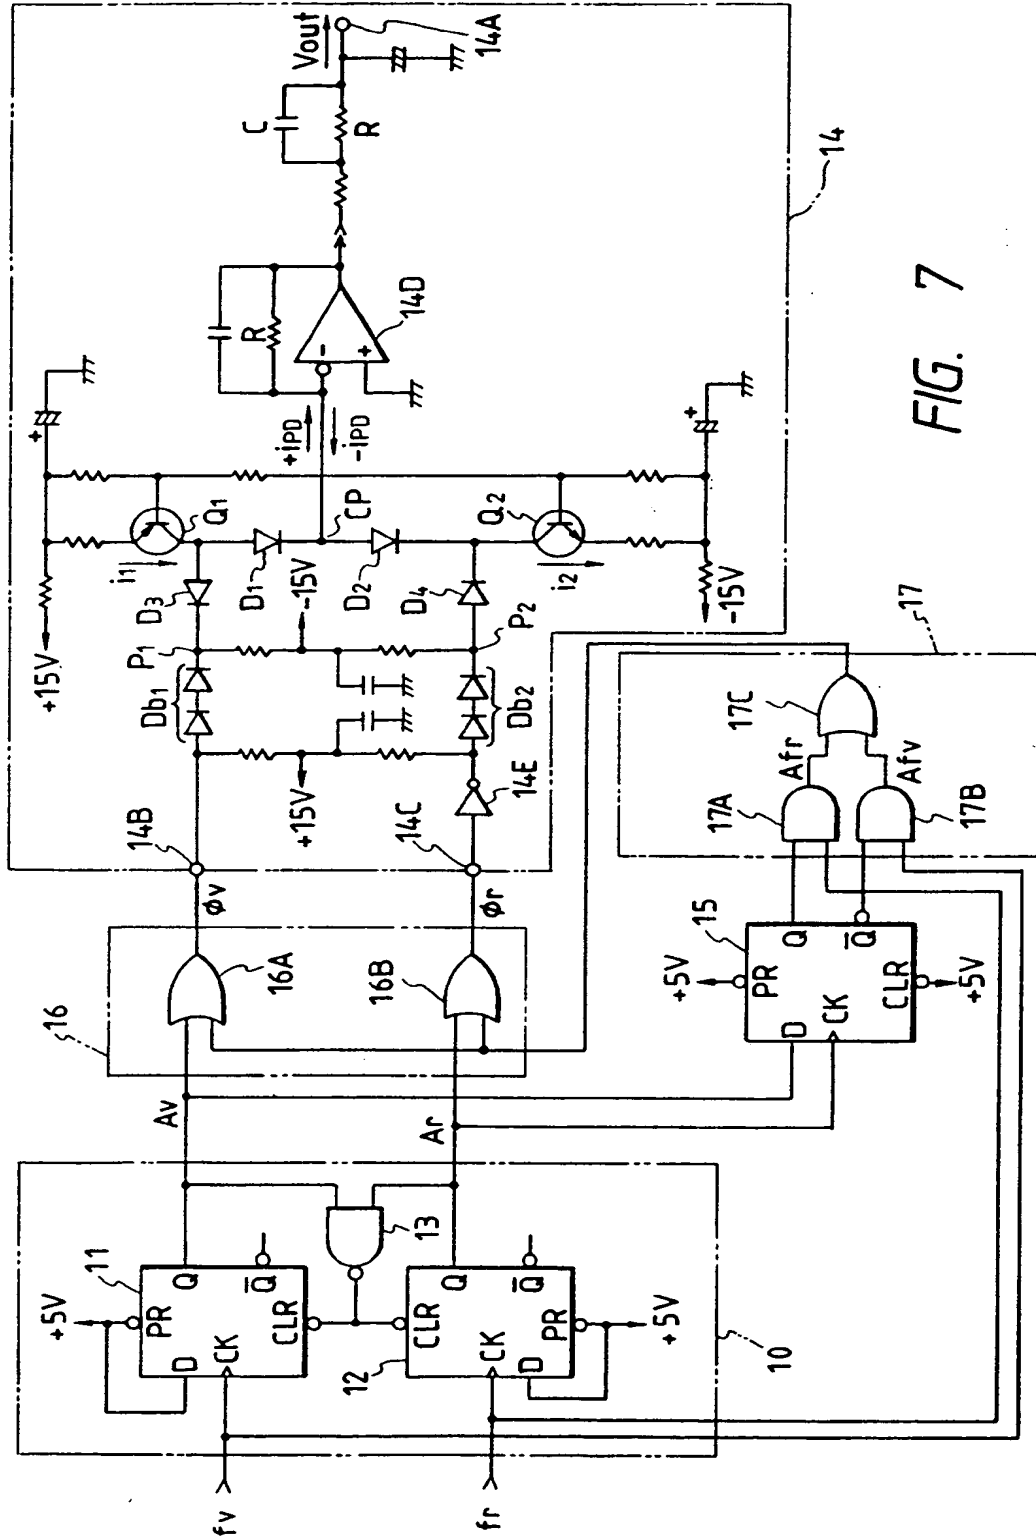 Vout
14A
C
R
R
14D
14
+
-
+
+iPD
-iPD
CP
Q1
Q2
i1
i2
+
+15V
-15V
D1
D2
D3
D4
P1
P2
-15V
Db1
Db2
+15V
14E
14B
14C
φv
φr
16
16A
16B
Av
Ar
17
17C
Afr
Afv
17A
17B
15
+5V
PR
Q
Q̅
D
CK
CLR
+5V
11
+5V
PR
Q
Q̅
D
CK
CLR
13
12
CLR
Q
Q̅
CK
D
PR
+5V
10
fv
fr
FIG. 7